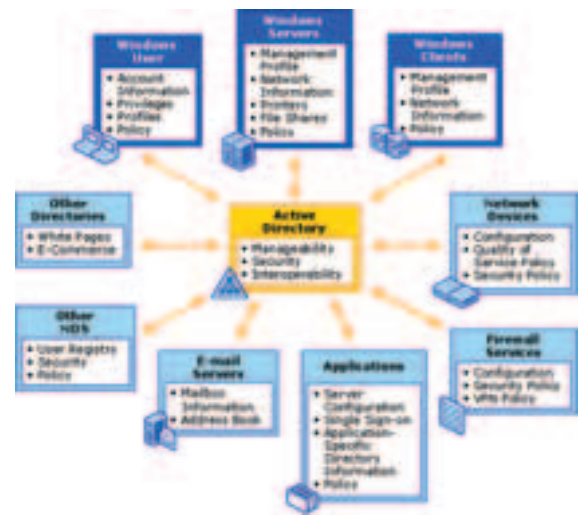 Windows
User
• Account
Information
• Privileges
• Profiles
• Policy
Windows
Servers
• Management
Profile
• Network
Information
• Printers
• File Shares
• Policy
Windows
Clients
• Management
Profile
• Network
Information
• Policy
Other
Directories
• White Pages
• E-Commerce
Active
Directory
• Manageability
• Security
• Interoperability
Network
Devices
• Configuration
• Quality of
Service Policy
• Security Policy
Other
NOS
• User Registry
• Security
• Policy
E-mail
Servers
• Mailbox
Information
• Address Book
Applications
• Server
Configuration
• Single Sign-on
• Application-
Specific
Directory
Information
• Policy
Firewall
Services
• Configuration
• Security Policy
• VPN Policy